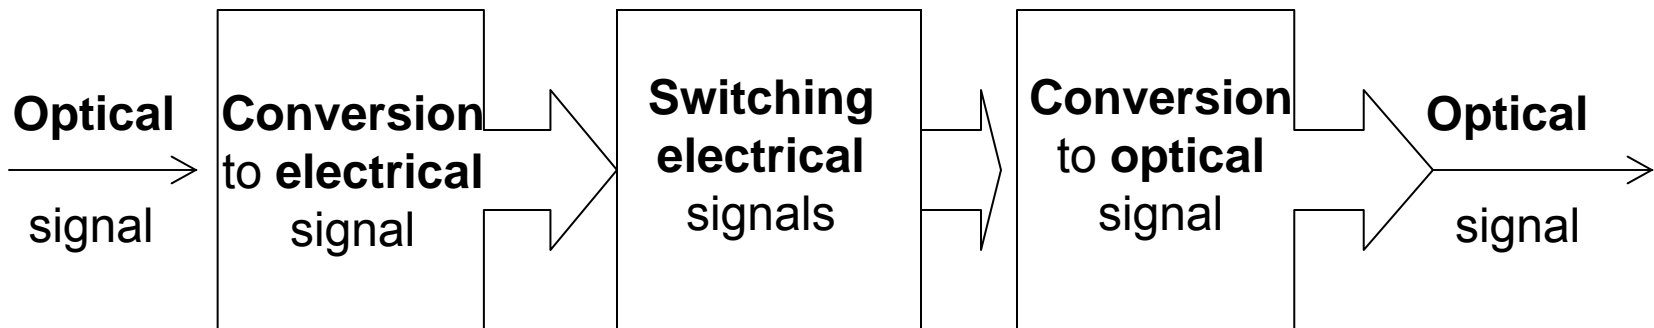 Optical
signal
Conversion
to electrical
signal
Switching
electrical
signals
Conversion
to optical
signal
Optical
signal